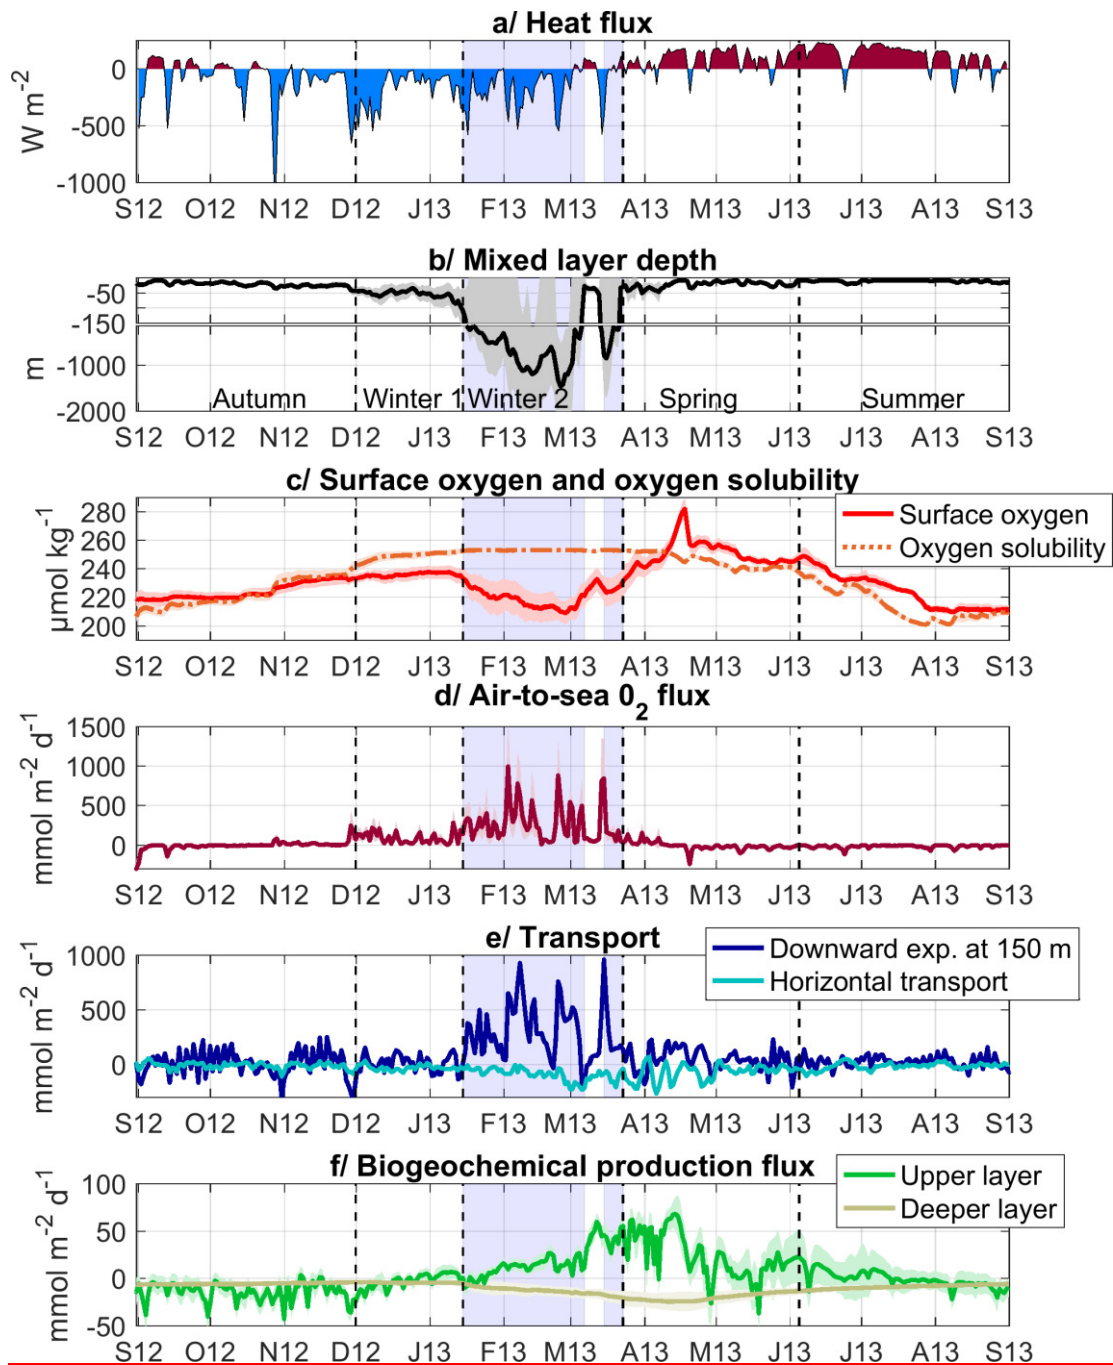 a/ Heat flux
W m-2
0
-500
-1000
S12 O12 N12 D12 J13 F13 M13 A13 M13 J13 J13 A13 S13
b/ Mixed layer depth
m
-50
-150
-1000
-2000
Autumn Winter 1 Winter 2 Spring Summer
S12 O12 N12 D12 J13 F13 M13 A13 M13 J13 J13 A13 S13
c/ Surface oxygen and oxygen solubility
µmol kg-1
280
260
240
220
200
Surface oxygen
Oxygen solubility
S12 O12 N12 D12 J13 F13 M13 A13 M13 J13 J13 A13 S13
d/ Air-to-sea 02 flux
mmol m-2 d-1
1500
1000
500
0
S12 O12 N12 D12 J13 F13 M13 A13 M13 J13 J13 A13 S13
e/ Transport
mmol m-2 d-1
1000
500
0
Downward exp. at 150 m
Horizontal transport
S12 O12 N12 D12 J13 F13 M13 A13 M13 J13 J13 A13 S13
f/ Biogeochemical production flux
mmol m-2 d-1
100
50
0
-50
Upper layer
Deeper layer
S12 O12 N12 D12 J13 F13 M13 A13 M13 J13 J13 A13 S13